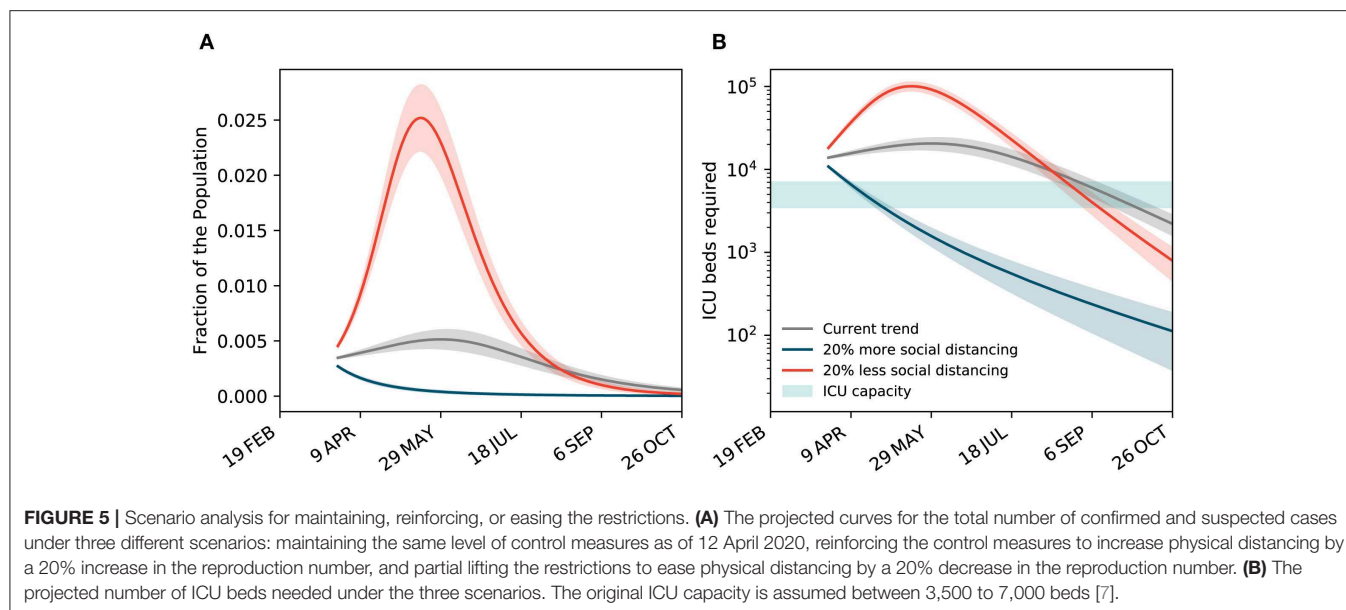 A
B
Fraction of the Population
0.025
0.020
0.015
0.010
0.005
0.000
19 FEB
9 APR
29 MAY
18 JUL
6 SEP
26 OCT
ICU beds required
10^5
10^4
10^3
10^2
Current trend
20% more social distancing
20% less social distancing
ICU capacity
19 FEB
9 APR
29 MAY
18 JUL
6 SEP
26 OCT
FIGURE 5 | Scenario analysis for maintaining, reinforcing, or easing the restrictions. (A) The projected curves for the total number of confirmed and suspected cases
under three different scenarios: maintaining the same level of control measures as of 12 April 2020, reinforcing the control measures to increase physical distancing by
a 20% increase in the reproduction number, and partial lifting the restrictions to ease physical distancing by a 20% decrease in the reproduction number. (B) The
projected number of ICU beds needed under the three scenarios. The original ICU capacity is assumed between 3,500 to 7,000 beds [7].